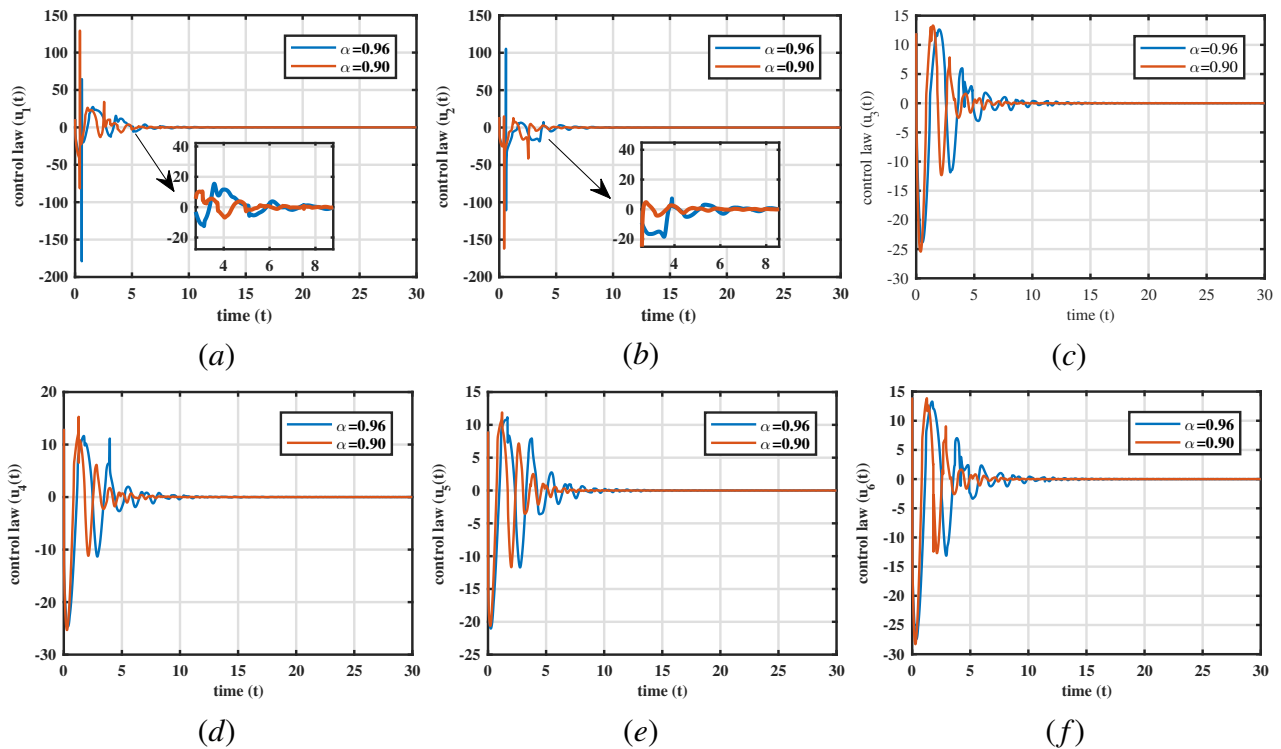 150
100
50
0
-50
-100
-150
-200
control law (u1(t))
α=0.96
α=0.90
40
20
0
-20
4 6 8
0 5 10 15 20 25 30
time (t)
(a)
150
100
50
0
-50
-100
-150
-200
control law (u2(t))
α=0.96
α=0.90
40
20
0
-20
4 6 8
0 5 10 15 20 25 30
time (t)
(b)
15
10
5
0
-5
-10
-15
-20
-25
-30
control law (u3(t))
α=0.96
α=0.90
0 5 10 15 20 25 30
time (t)
(c)
20
10
0
-10
-20
-30
control law (u4(t))
α=0.96
α=0.90
0 5 10 15 20 25 30
time (t)
(d)
15
10
5
0
-5
-10
-15
-20
-25
control law (u5(t))
α=0.96
α=0.90
0 5 10 15 20 25 30
time (t)
(e)
15
10
5
0
-5
-10
-15
-20
-25
-30
control law (u6(t))
α=0.96
α=0.90
0 5 10 15 20 25 30
time (t)
(f)